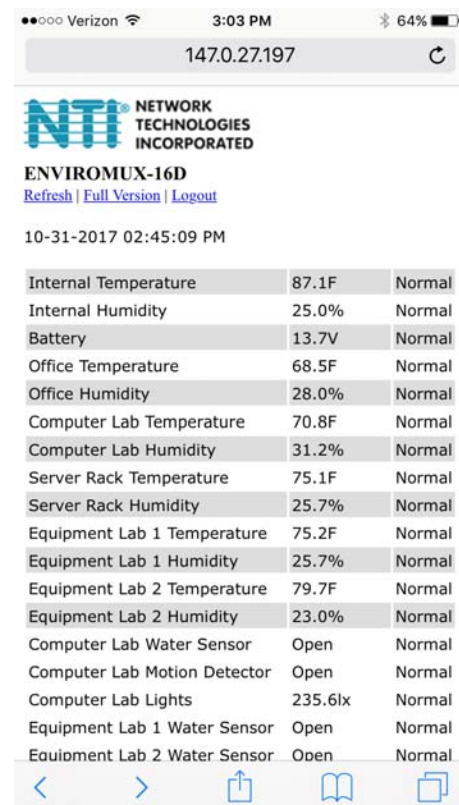 Verizon 3:03 PM 64%
147.0.27.197
NTI® NETWORK
TECHNOLOGIES
INCORPORATED
ENVIROMUX-16D
Refresh | Full Version | Logout
10-31-2017 02:45:09 PM
Internal Temperature 87.1F Normal
Internal Humidity 25.0% Normal
Battery 13.7V Normal
Office Temperature 68.5F Normal
Office Humidity 28.0% Normal
Computer Lab Temperature 70.8F Normal
Computer Lab Humidity 31.2% Normal
Server Rack Temperature 75.1F Normal
Server Rack Humidity 25.7% Normal
Equipment Lab 1 Temperature 75.2F Normal
Equipment Lab 1 Humidity 25.7% Normal
Equipment Lab 2 Temperature 79.7F Normal
Equipment Lab 2 Humidity 23.0% Normal
Computer Lab Water Sensor Open Normal
Computer Lab Motion Detector Open Normal
Computer Lab Lights 235.6lx Normal
Equipment Lab 1 Water Sensor Open Normal
Equipment Lab 2 Water Sensor Open Normal